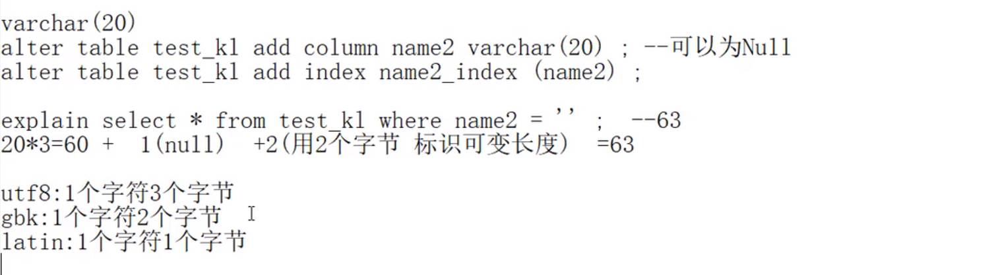 varchar(20)
alter table test_kl add column name2 varchar(20) ; --可以为Null
alter table test_kl add index name2_index (name2) ;
explain select * from test_kl where name2 = '' ; --63
20*3=60 + 1(null) +2(用2个字节 标识可变长度) =63
utf8:1个字符3个字节
gbk:1个字符2个字节
latin:1个字符1个字节